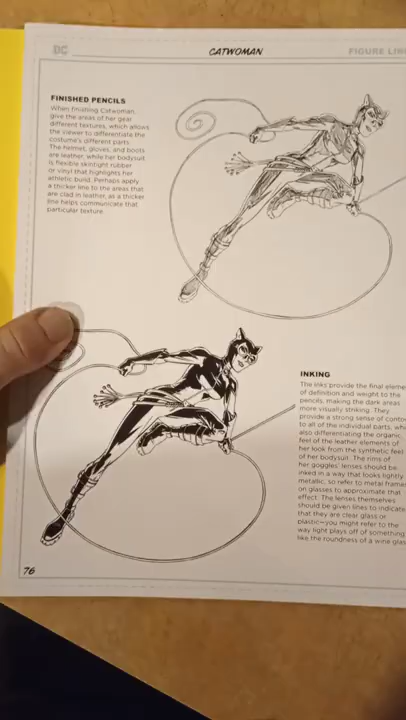 DC
CATWOMAN
FIGURE LIN
FINISHED PENCILS
When finishing Catwoman,
give the areas of her gear
different textures, which allows
the viewer to differentiate the
costume's different parts.
The helmet, gloves, and boots
are leather, while her bodysuit
is flexible skintight rubber
or vinyl that highlights her
athletic build. Perhaps apply
a thicker line to the areas that
are clad in leather, as a thicker
line helps communicate that
particular texture.
INKING
The inks provide the final eleme
of definition and weight to the
pencils, making the dark areas
more visually striking. They
provide a strong sense of contou
to all of the individual parts, wh
also differentiating the organic
feel of the leather elements of
her look from the synthetic feel
of her bodysuit. The rims of
her goggles' lenses should be
inked in a way that looks lightly
metallic, so refer to metal frame
on glasses to approximate that
effect. The lenses themselves
should be given lines to indicate
that they are clear glass or
plastic—you might refer to the
way light plays off of something
like the roundness of a wine glas
76